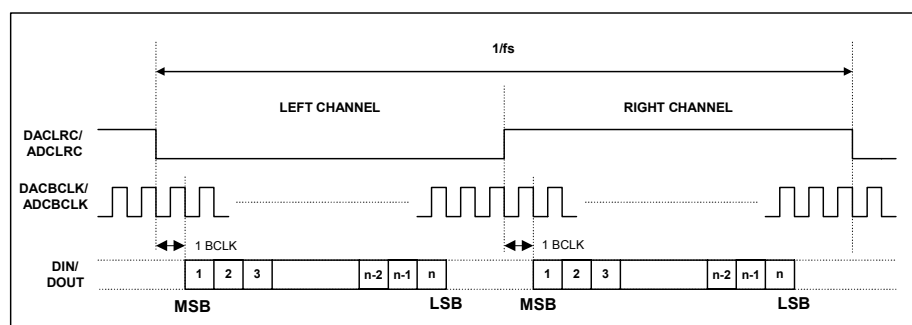 1/fs
LEFT CHANNEL RIGHT CHANNEL
DACLRC/
ADCLRC
DACBCLK/
ADCBCLK
1 BCLK 1 BCLK
DIN/
DOUT
1 2 3 n-2 n-1 n 1 2 3 n-2 n-1 n
MSB LSB MSB LSB